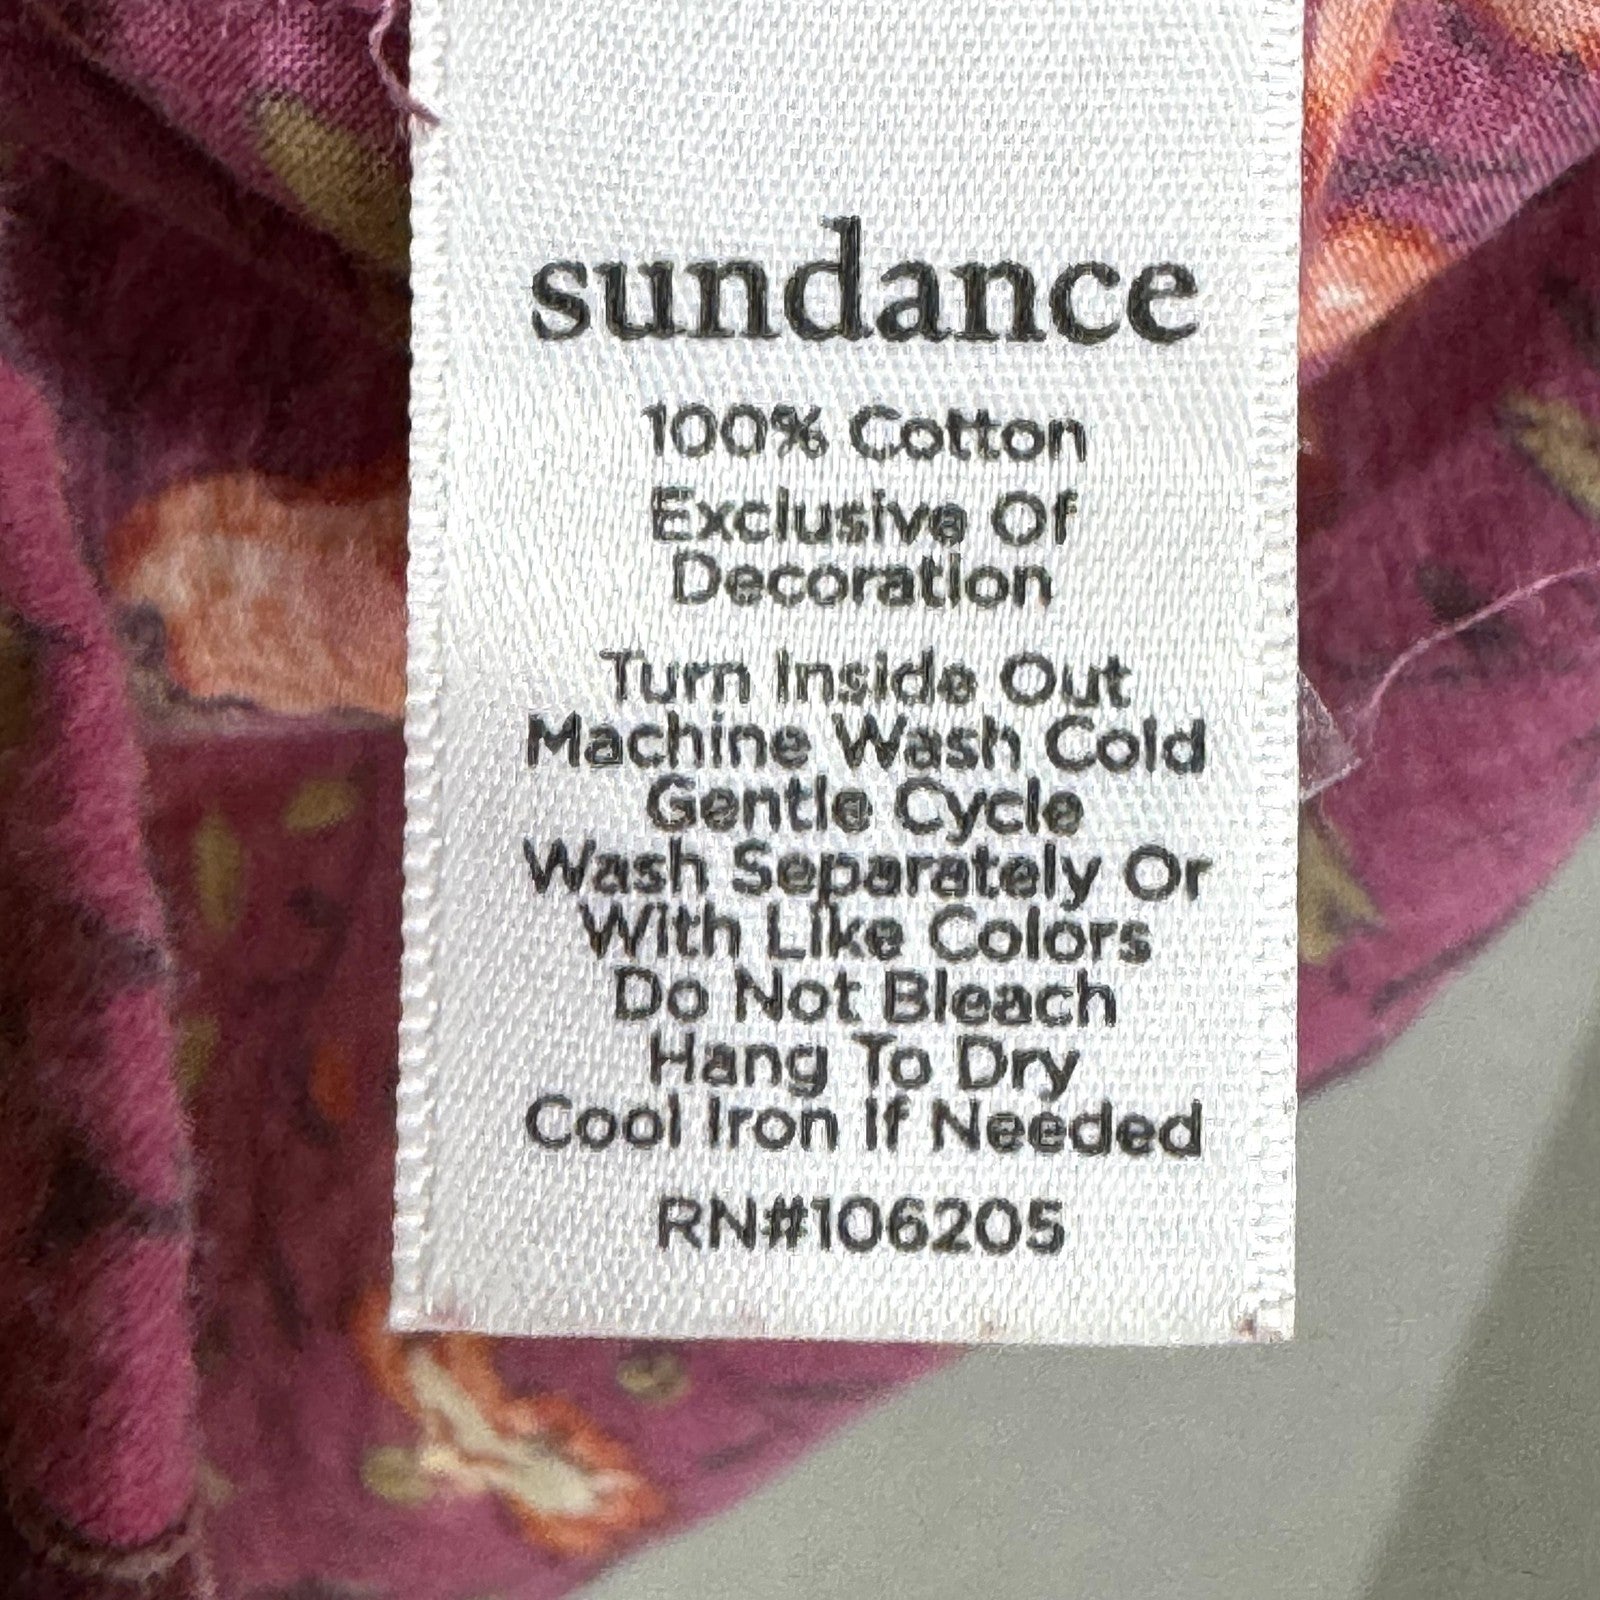 sundance
100% Cotton
Exclusive Of
Decoration
Turn Inside Out
Machine Wash Cold
Gentle Cycle
Wash Separately Or
With Like Colors
Do Not Bleach
Hang To Dry
Cool Iron If Needed
RN#106205